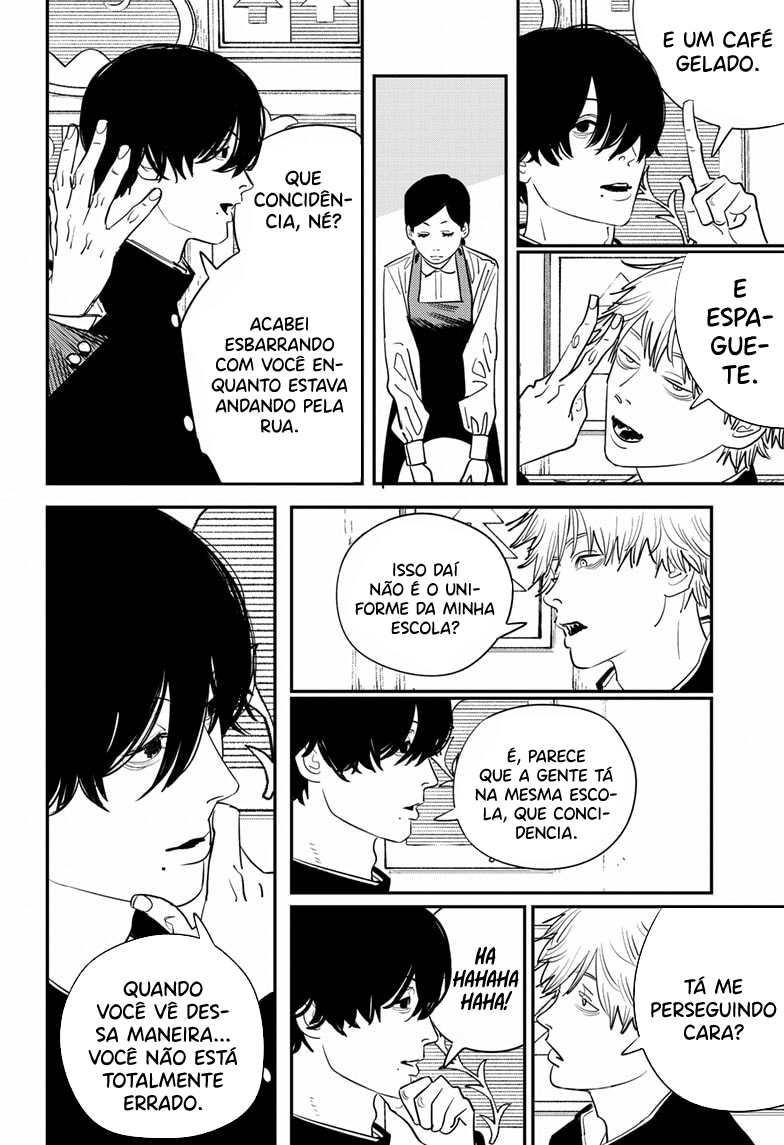 E UM CAFÉ
GELADO.
E
ESPA-
GUE-
TE.
QUE
CONCIDÊN-
CIA, NÉ?
ACABEI
ESBARRANDO
COM VOCÊ EN-
QUANTO ESTAVA
ANDANDO PELA
RUA.
ISSO DAÍ
NÃO É O UNI-
FORME DA MINHA
ESCOLA?
É, PARECE
QUE A GENTE TÁ
NA MESMA ESCO-
LA, QUE CONCI-
DENCIA.
TÁ ME
PERSEGUINDO
CARA?
HA
HAHAHA
HAHA!
QUANDO
VOCÊ VÊ DES-
SA MANEIRA...
VOCÊ NÃO ESTÁ
TOTALMENTE
ERRADO.